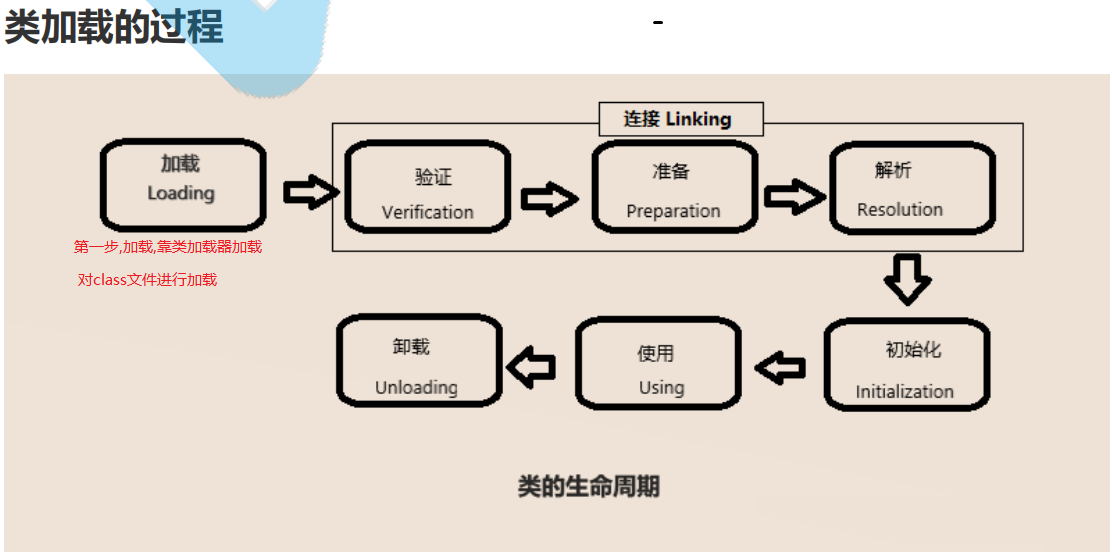 类加载的过程
连接 Linking
加载
Loading
验证
Verification
准备
Preparation
解析
Resolution
第一步,加载,靠类加载器加载
对class文件进行加载
卸载
Unloading
使用
Using
初始化
Initialization
类的生命周期